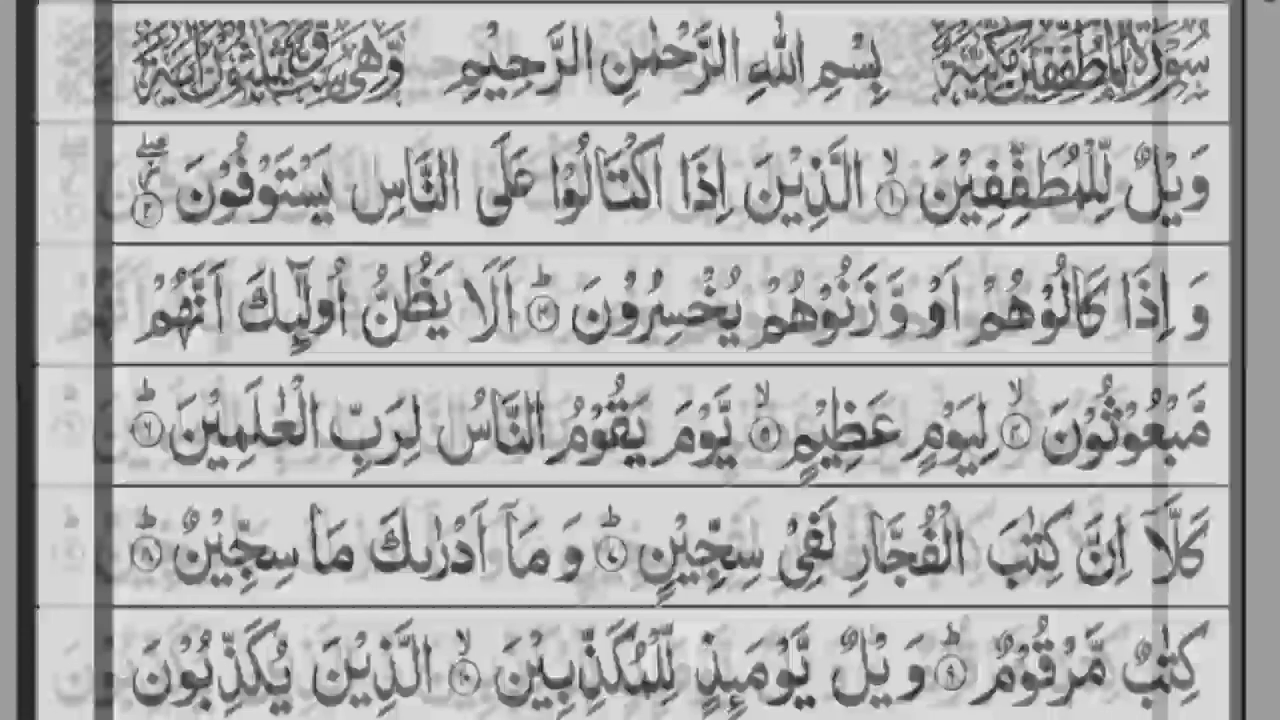 سُوْرَةُ الْمُطَفِّفِيْنَ مَكِّيَّةٌ بِسْمِ اللّٰهِ الرَّحْمٰنِ الرَّحِيْمِ وَّهِيَ
وَيْلٌ لِّلْمُطَفِّفِيْنَ ۙ﴿۱﴾ الَّذِيْنَ اِذَا اكْتَالُوْا عَلَى النَّاسِ يَسْتَوْفُوْنَ ﴿۲﴾
وَ اِذَا كَالُوْهُمْ اَوْ وَّزَنُوْهُمْ يُخْسِرُوْنَ ؕ﴿۳﴾ اَلَا يَظُنُّ اُولٰٓئِكَ اَنَّهُمْ
مَّبْعُوْثُوْنَ ۙ﴿۴﴾ لِيَوْمٍ عَظِيْمٍ ۙ﴿۵﴾ يَّوْمَ يَقُوْمُ النَّاسُ لِرَبِّ الْعٰلَمِيْنَ ؕ﴿۶﴾
كَلَّاۤ اِنَّ كِتٰبَ الْفُجَّارِ لَفِيْ سِجِّيْنٍ ؕ﴿۷﴾ وَ مَاۤ اَدْرٰىكَ مَا سِجِّيْنٌ ؕ﴿۸﴾
كِتٰبٌ مَّرْقُوْمٌ ؕ﴿۹﴾ وَيْلٌ يَّوْمَئِذٍ لِّلْمُكَذِّبِيْنَ ۙ﴿۱۰﴾ الَّذِيْنَ يُكَذِّبُوْنَ